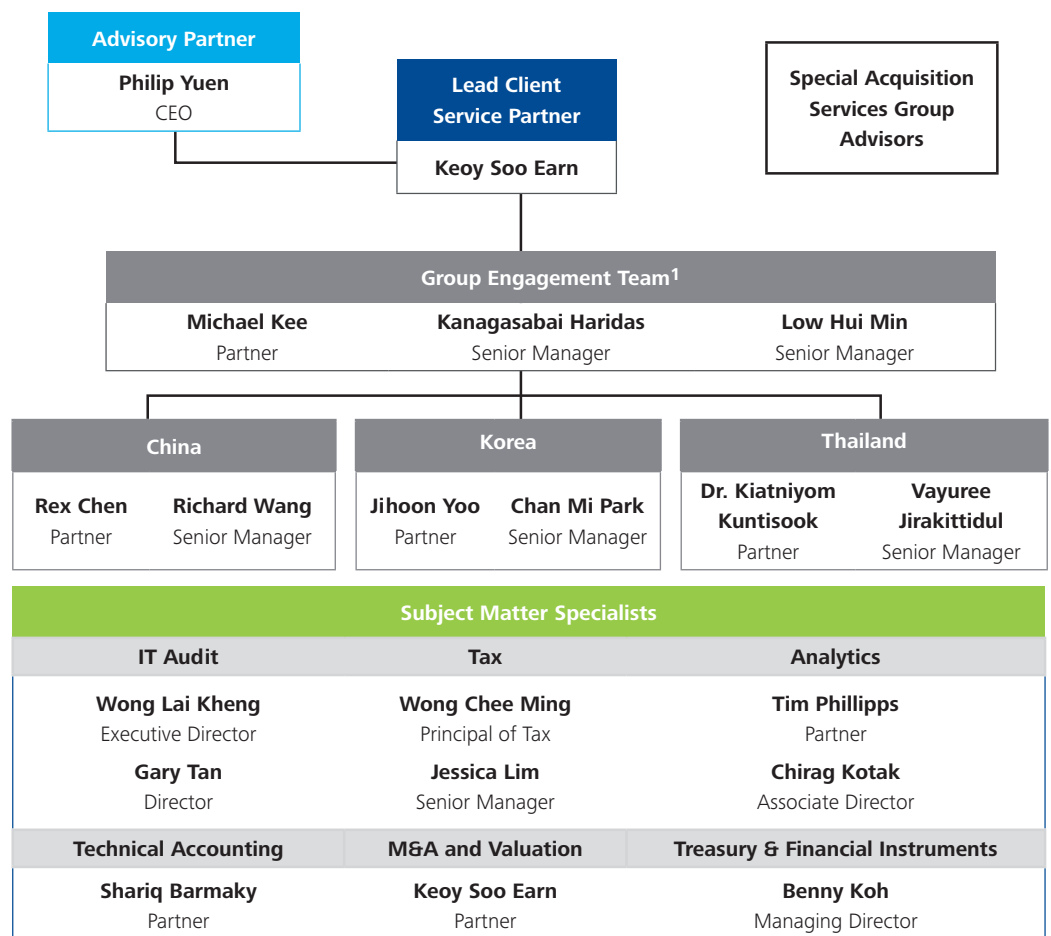 Advisory Partner
Philip Yuen
CEO
Lead Client
Service Partner
Keoy Soo Earn
Special Acquisition
Services Group
Advisors
Group Engagement Team1
Michael Kee
Partner
Kanagasabai Haridas
Senior Manager
Low Hui Min
Senior Manager
China
Rex Chen
Partner
Richard Wang
Senior Manager
Korea
Jihoon Yoo
Partner
Chan Mi Park
Senior Manager
Thailand
Dr. Kiatniyom
Kuntisook
Partner
Vayuree
Jirakittidul
Senior Manager
Subject Matter Specialists
IT Audit
Wong Lai Kheng
Executive Director
Gary Tan
Director
Tax
Wong Chee Ming
Principal of Tax
Jessica Lim
Senior Manager
Analytics
Tim Phillipps
Partner
Chirag Kotak
Associate Director
Technical Accounting
Shariq Barmaky
Partner
M&A and Valuation
Keoy Soo Earn
Partner
Treasury & Financial Instruments
Benny Koh
Managing Director